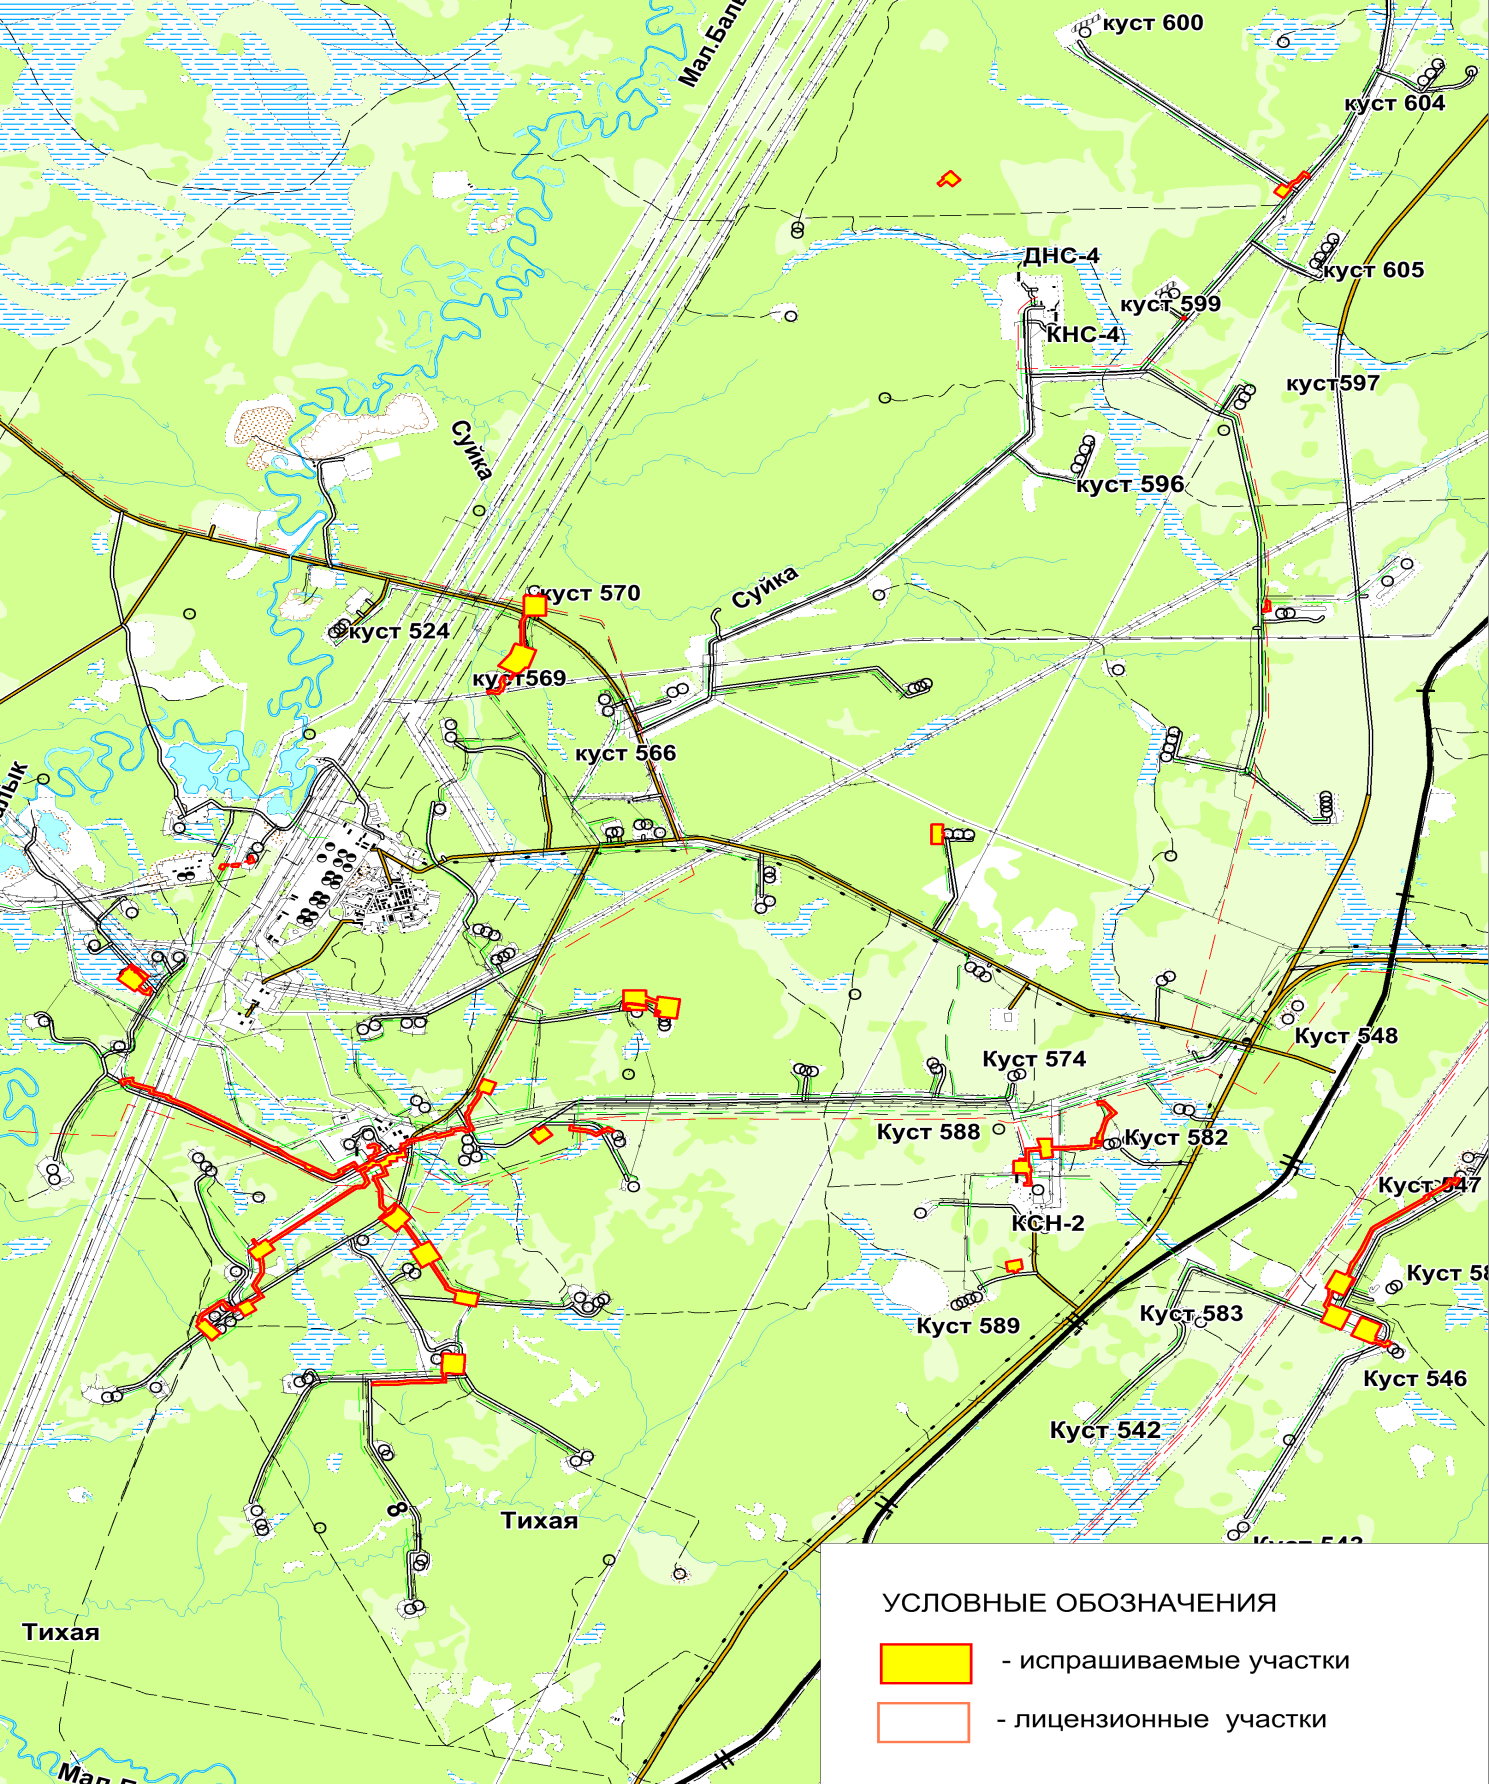 куст 600
куст 604
ДНС-4
куст 605
куст 599
КНС-4
куст597
Суйка
куст 596
Суйка
куст 570
куст 524
куст569
куст 566
Куст 548
Куст 574
Куст 588
Куст 582
Куст 547
КСН-2
Куст 583
Куст 589
Куст 546
Куст 542
Тихая
Тихая
УСЛОВНЫЕ ОБОЗНАЧЕНИЯ
- испрашиваемые участки
- лицензионные участки